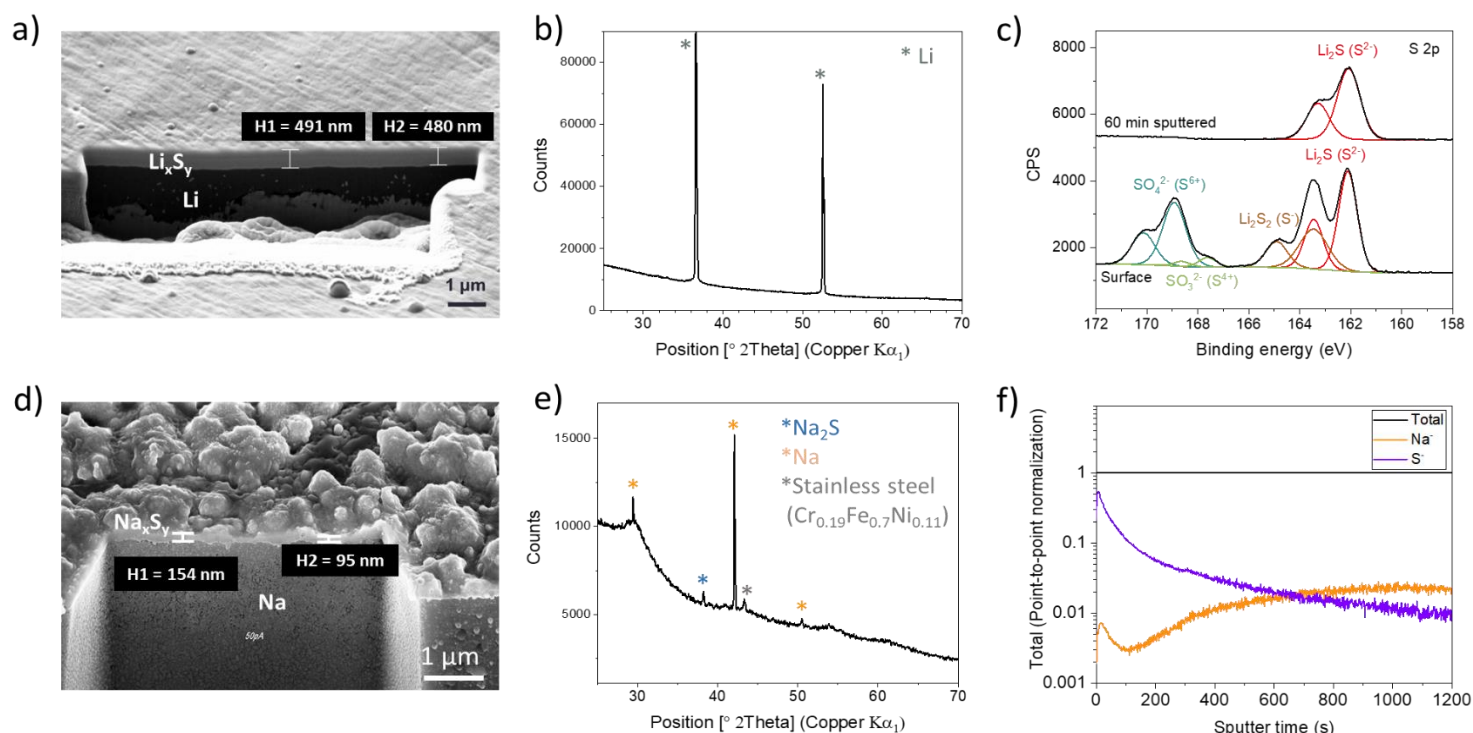 a)
H1 = 491 nm
H2 = 480 nm
LiₓSᵧ
Li
1 µm
b)
* Li
Counts
80000
60000
40000
20000
0
30
40
50
60
70
Position [° 2Theta] (Copper Kα₁)
c)
S 2p
Li₂S (S²⁻)
60 min sputtered
Li₂S (S²⁻)
SO₄²⁻ (S⁶⁺)
Li₂S₂ (S⁻)
SO₃²⁻ (S⁴⁺)
Surface
CPS
8000
6000
4000
2000
172
170
168
166
164
162
160
158
Binding energy (eV)
d)
NaₓSᵧ
H1 = 154 nm
H2 = 95 nm
Na
50pA
1 µm
e)
*Na₂S
*Na
*Stainless steel
(Cr₀.₁₉Fe₀.₇Ni₀.₁₁)
Counts
15000
10000
5000
30
40
50
60
70
Position [° 2Theta] (Copper Kα₁)
f)
Total
Na⁻
S⁻
Total (Point-to-point normalization)
1
0.1
0.01
0.001
0
200
400
600
800
1000
1200
Sputter time (s)